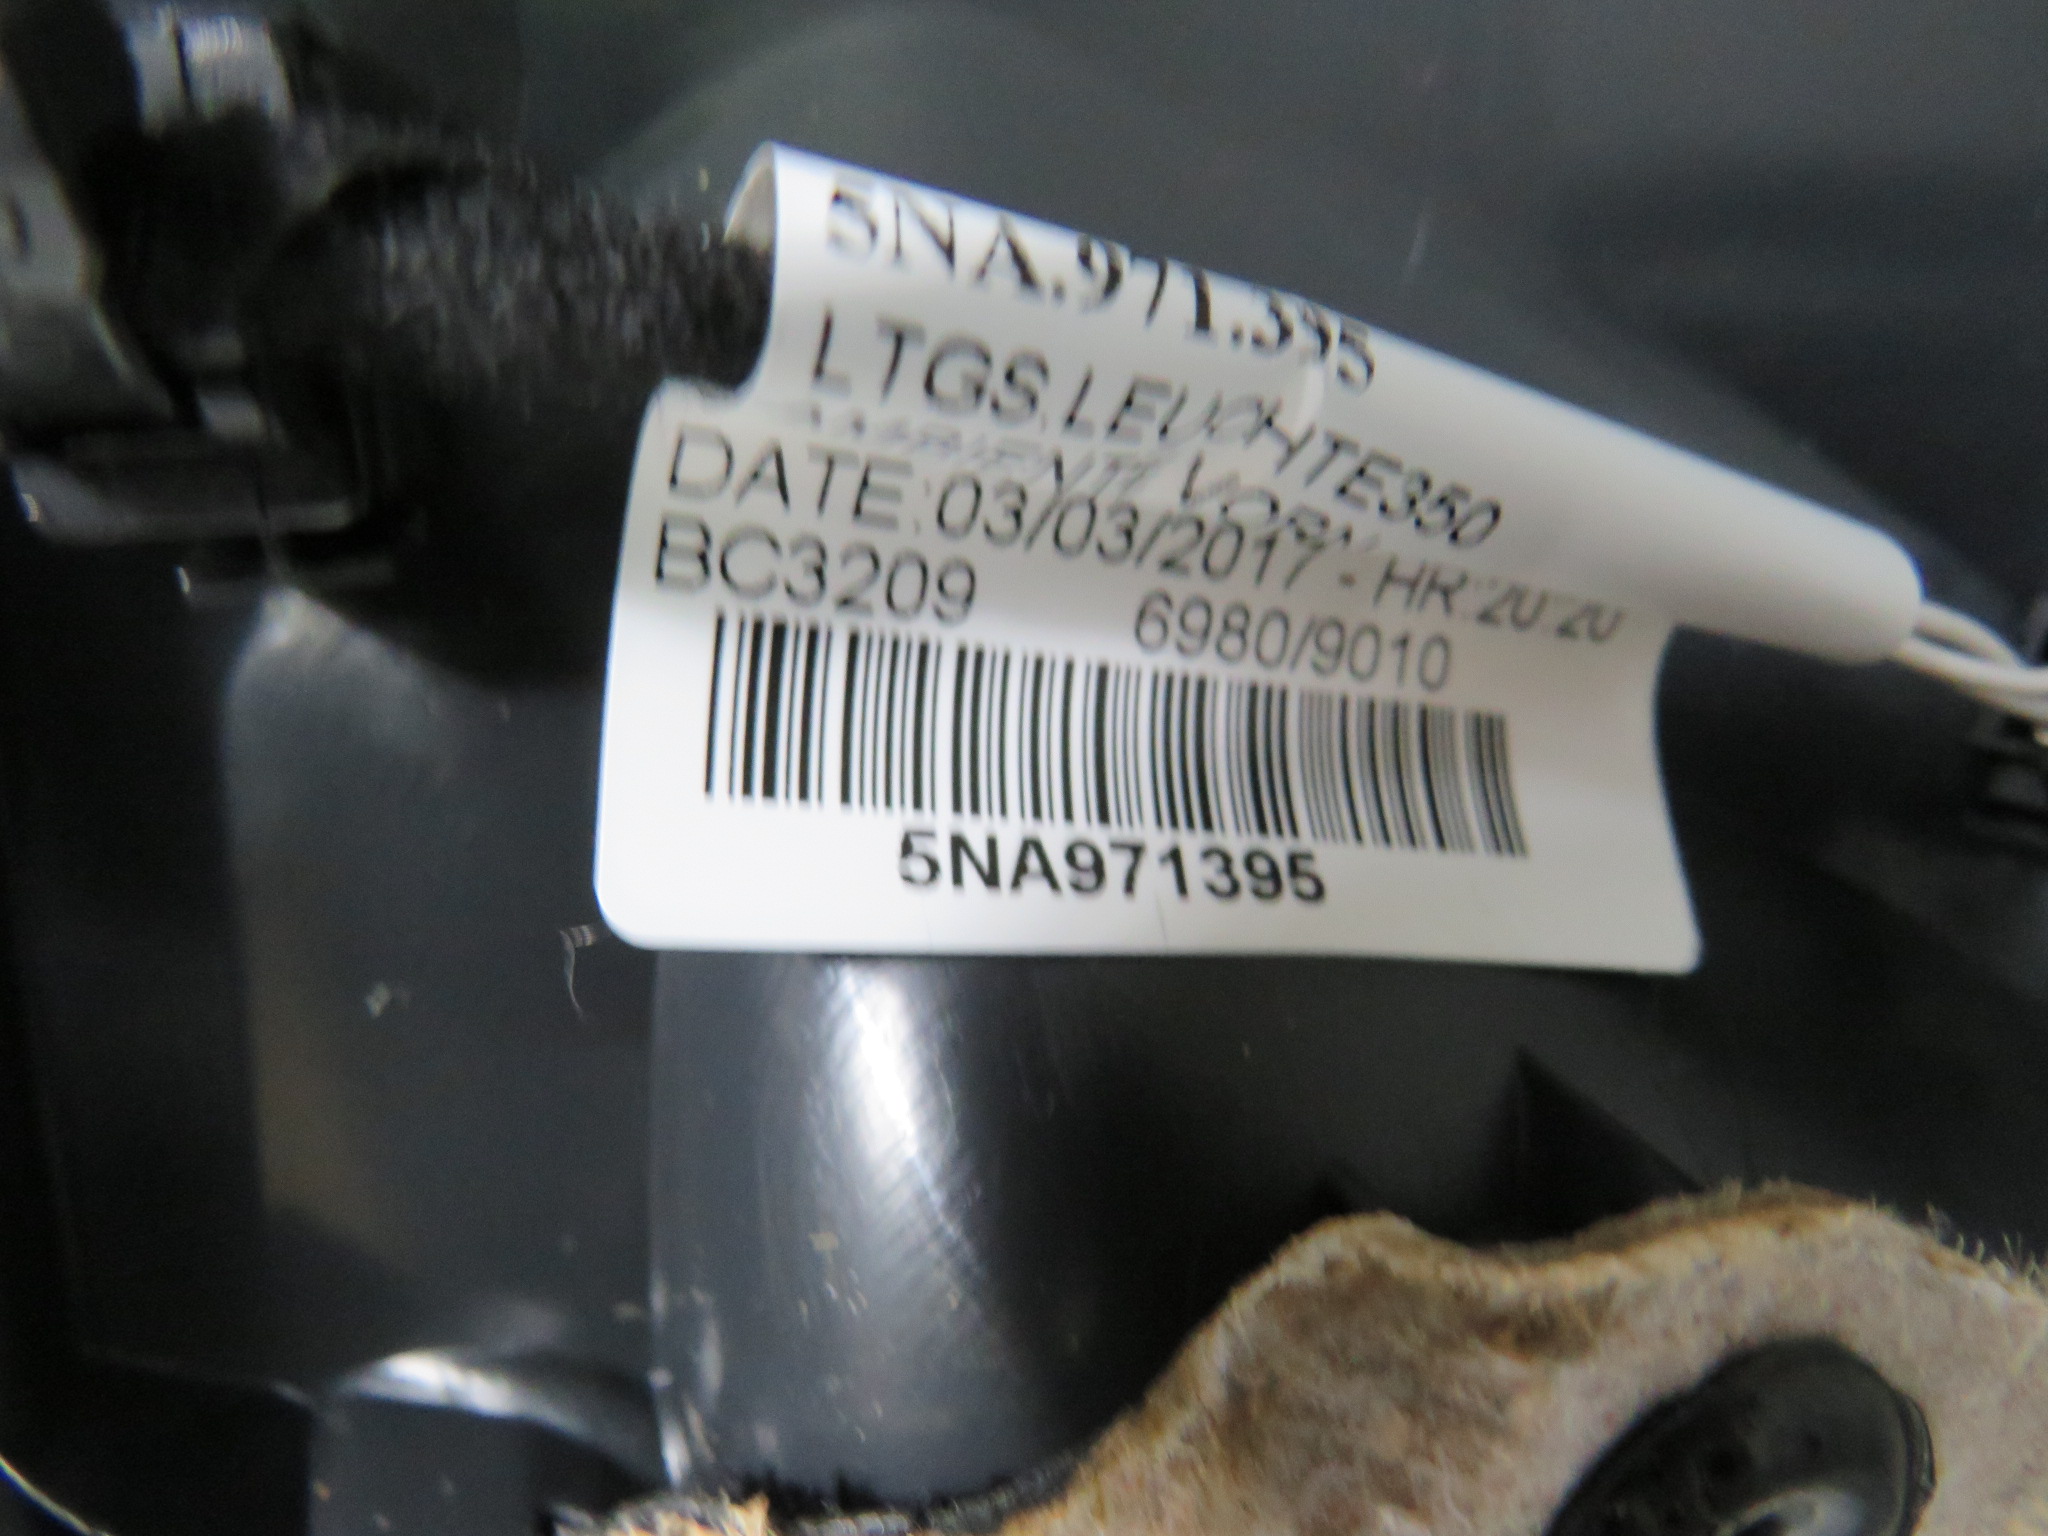 5NA.971.395
LTGS.LEUCHTE350
DATE: 03/03/2017 - HR:20:20
BC3209 6980/9010
5NA971395